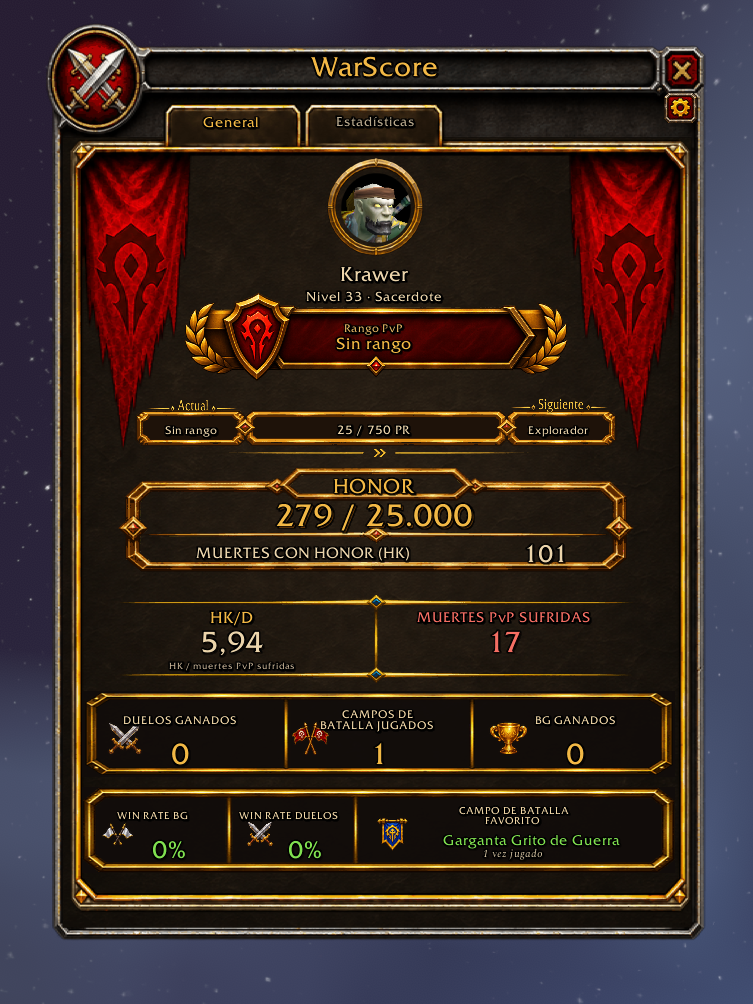 WarScore
General
Estadísticas
Krawer
Nivel 33 · Sacerdote
Rango PvP
Sin rango
Actual
Siguiente
Sin rango
25 / 750 PR
Explorador
HONOR
279 / 25.000
MUERTES CON HONOR (HK)
101
HK/D
5,94
HK / muertes PvP sufridas
MUERTES PvP SUFRIDAS
17
DUELOS GANADOS
0
CAMPOS DE
BATALLA JUGADOS
1
BG GANADOS
0
WIN RATE BG
0%
WIN RATE DUELOS
0%
CAMPO DE BATALLA
FAVORITO
Garganta Grito de Guerra
1 vez jugado